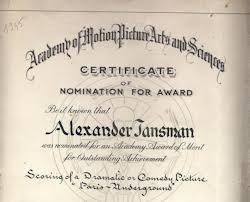 1945
Academy of Motion Picture Arts and Sciences
CERTIFICATE
OF
NOMINATION FOR AWARD
Be it known that
Alexander Tansman
was nominated for an Academy Award of Merit
for Outstanding Achievement
Scoring of a Dramatic or Comedy Picture
Paris-Underground